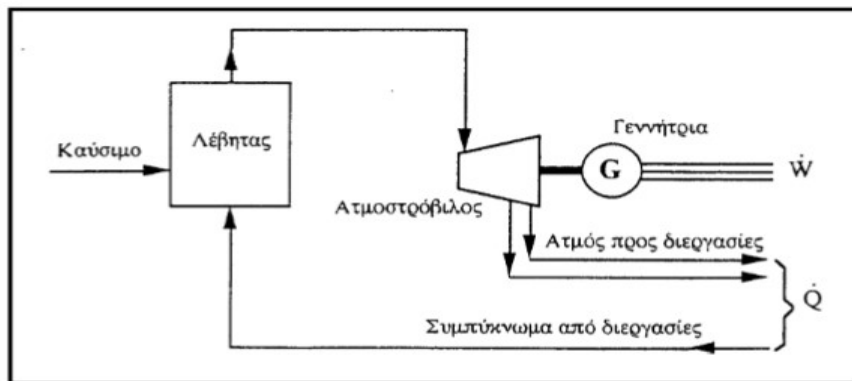 Γεννήτρια
Λέβητας
Καύσιμο
G
Ẇ
Ατμοστρόβιλος
Ατμός προς διεργασίες
Q̇
Συμπύκνωμα από διεργασίες